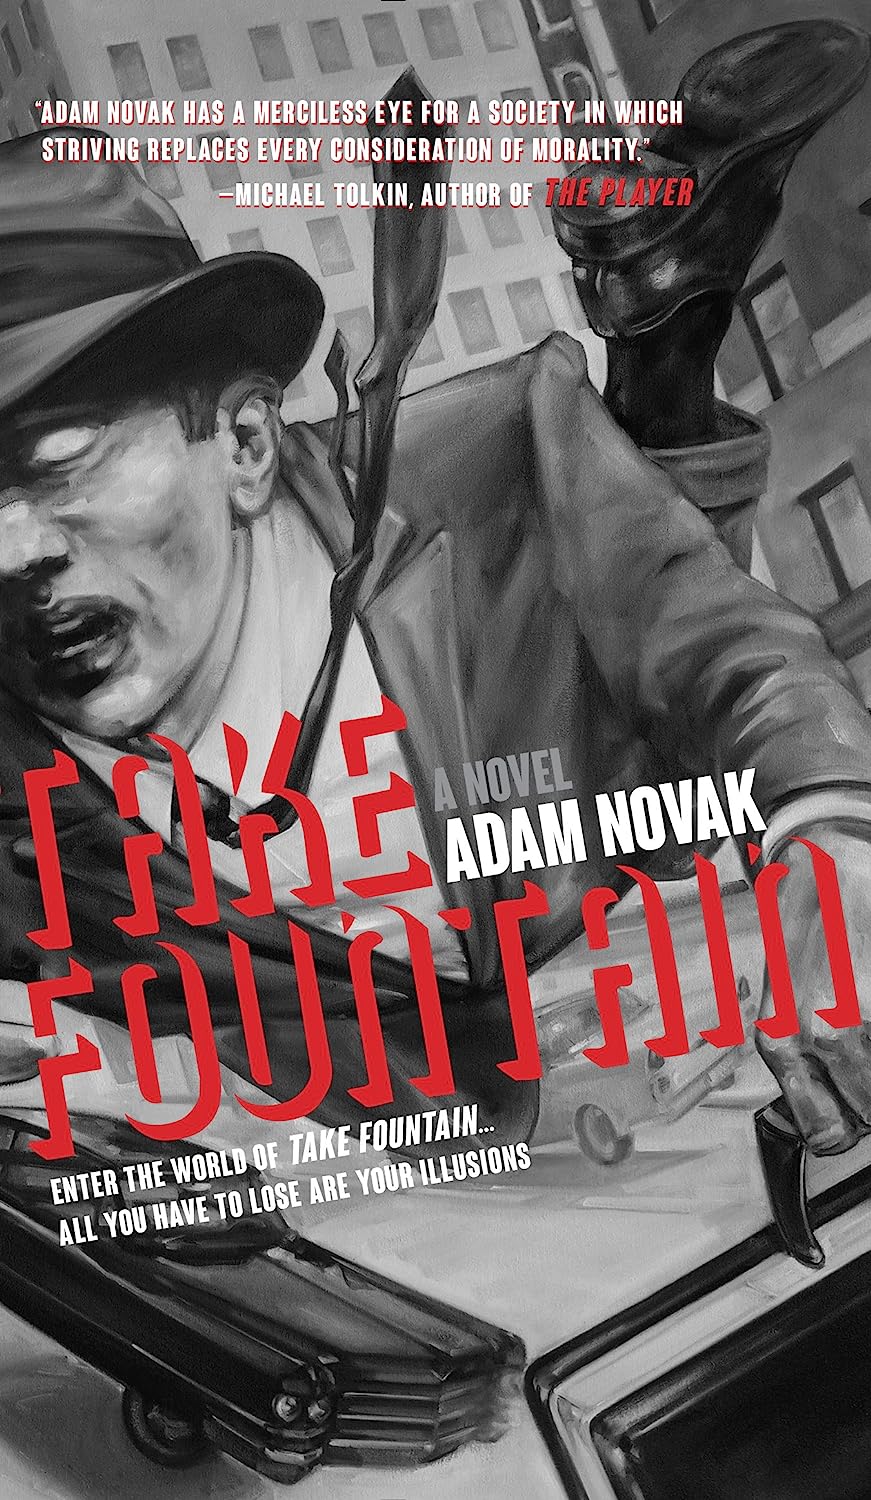 “ADAM NOVAK HAS A MERCILESS EYE FOR A SOCIETY IN WHICH
STRIVING REPLACES EVERY CONSIDERATION OF MORALITY.”
–MICHAEL TOLKIN, AUTHOR OF THE PLAYER
TAKE
A NOVEL
ADAM NOVAK
FOUNTAIN
ENTER THE WORLD OF TAKE FOUNTAIN...
ALL YOU HAVE TO LOSE ARE YOUR ILLUSIONS